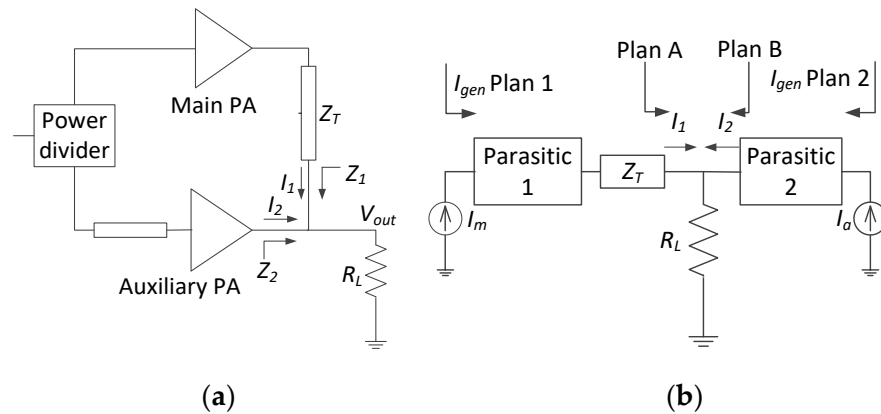 Main PA
Power
divider
Z_T
I_1
Z_1
I_2
V_out
Z_2
R_L
Auxiliary PA
(a)
Plan A
Plan B
I_gen Plan 1
I_gen Plan 2
I_1
I_2
Parasitic
1
Z_T
Parasitic
2
I_m
R_L
I_a
(b)